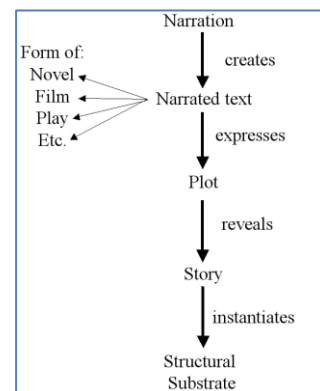 Narration
creates
Form of:
Novel
Film
Play
Etc.
Narrated text
expresses
Plot
reveals
Story
instantiates
Structural
Substrate